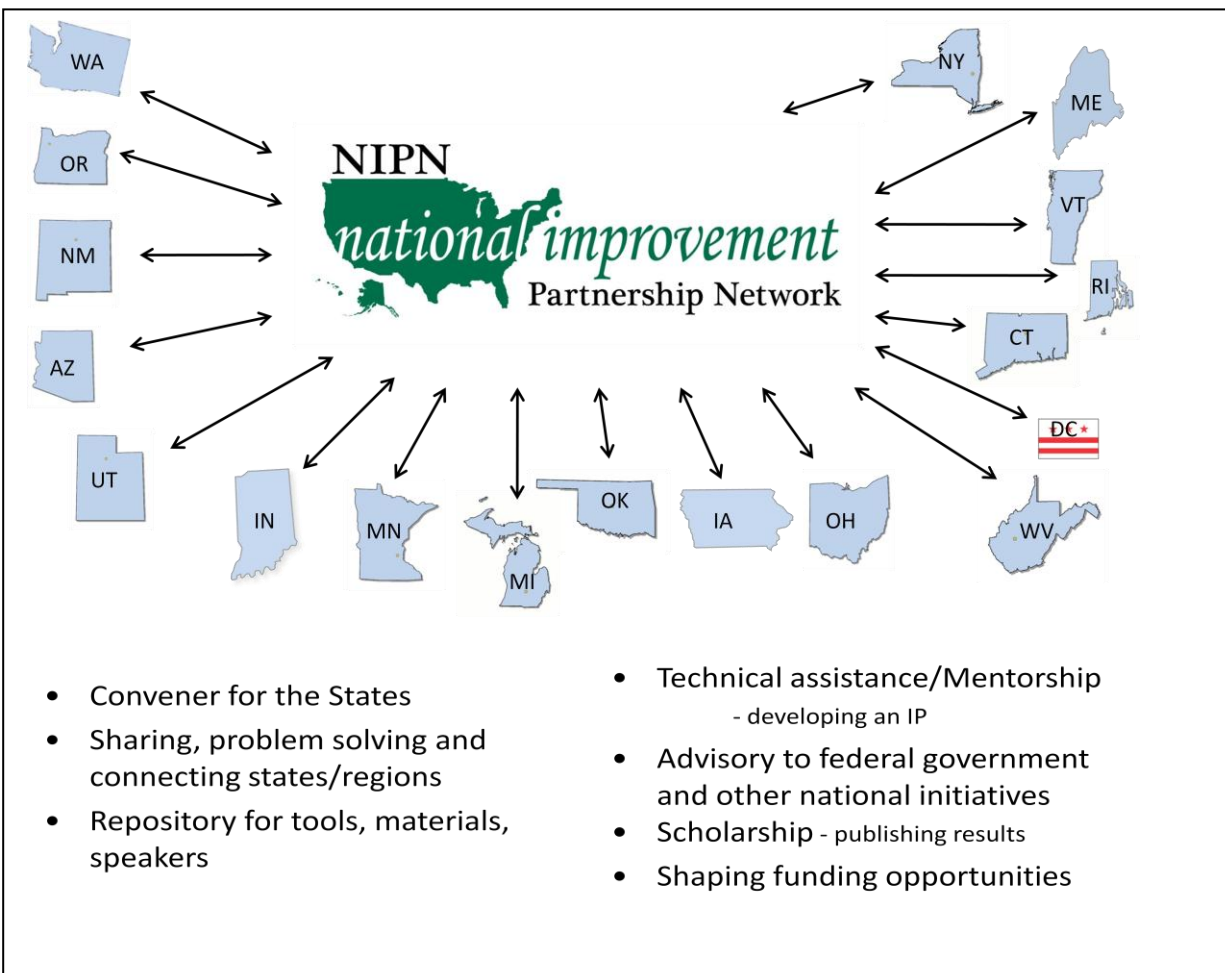 WA
OR
NM
AZ
UT
IN
MN
MI
OK
IA
OH
WV
DC
CT
RI
VT
ME
NY
NIPN
national improvement
Partnership Network
• Convener for the States
• Sharing, problem solving and
connecting states/regions
• Repository for tools, materials,
speakers
• Technical assistance/Mentorship
- developing an IP
• Advisory to federal government
and other national initiatives
• Scholarship - publishing results
• Shaping funding opportunities